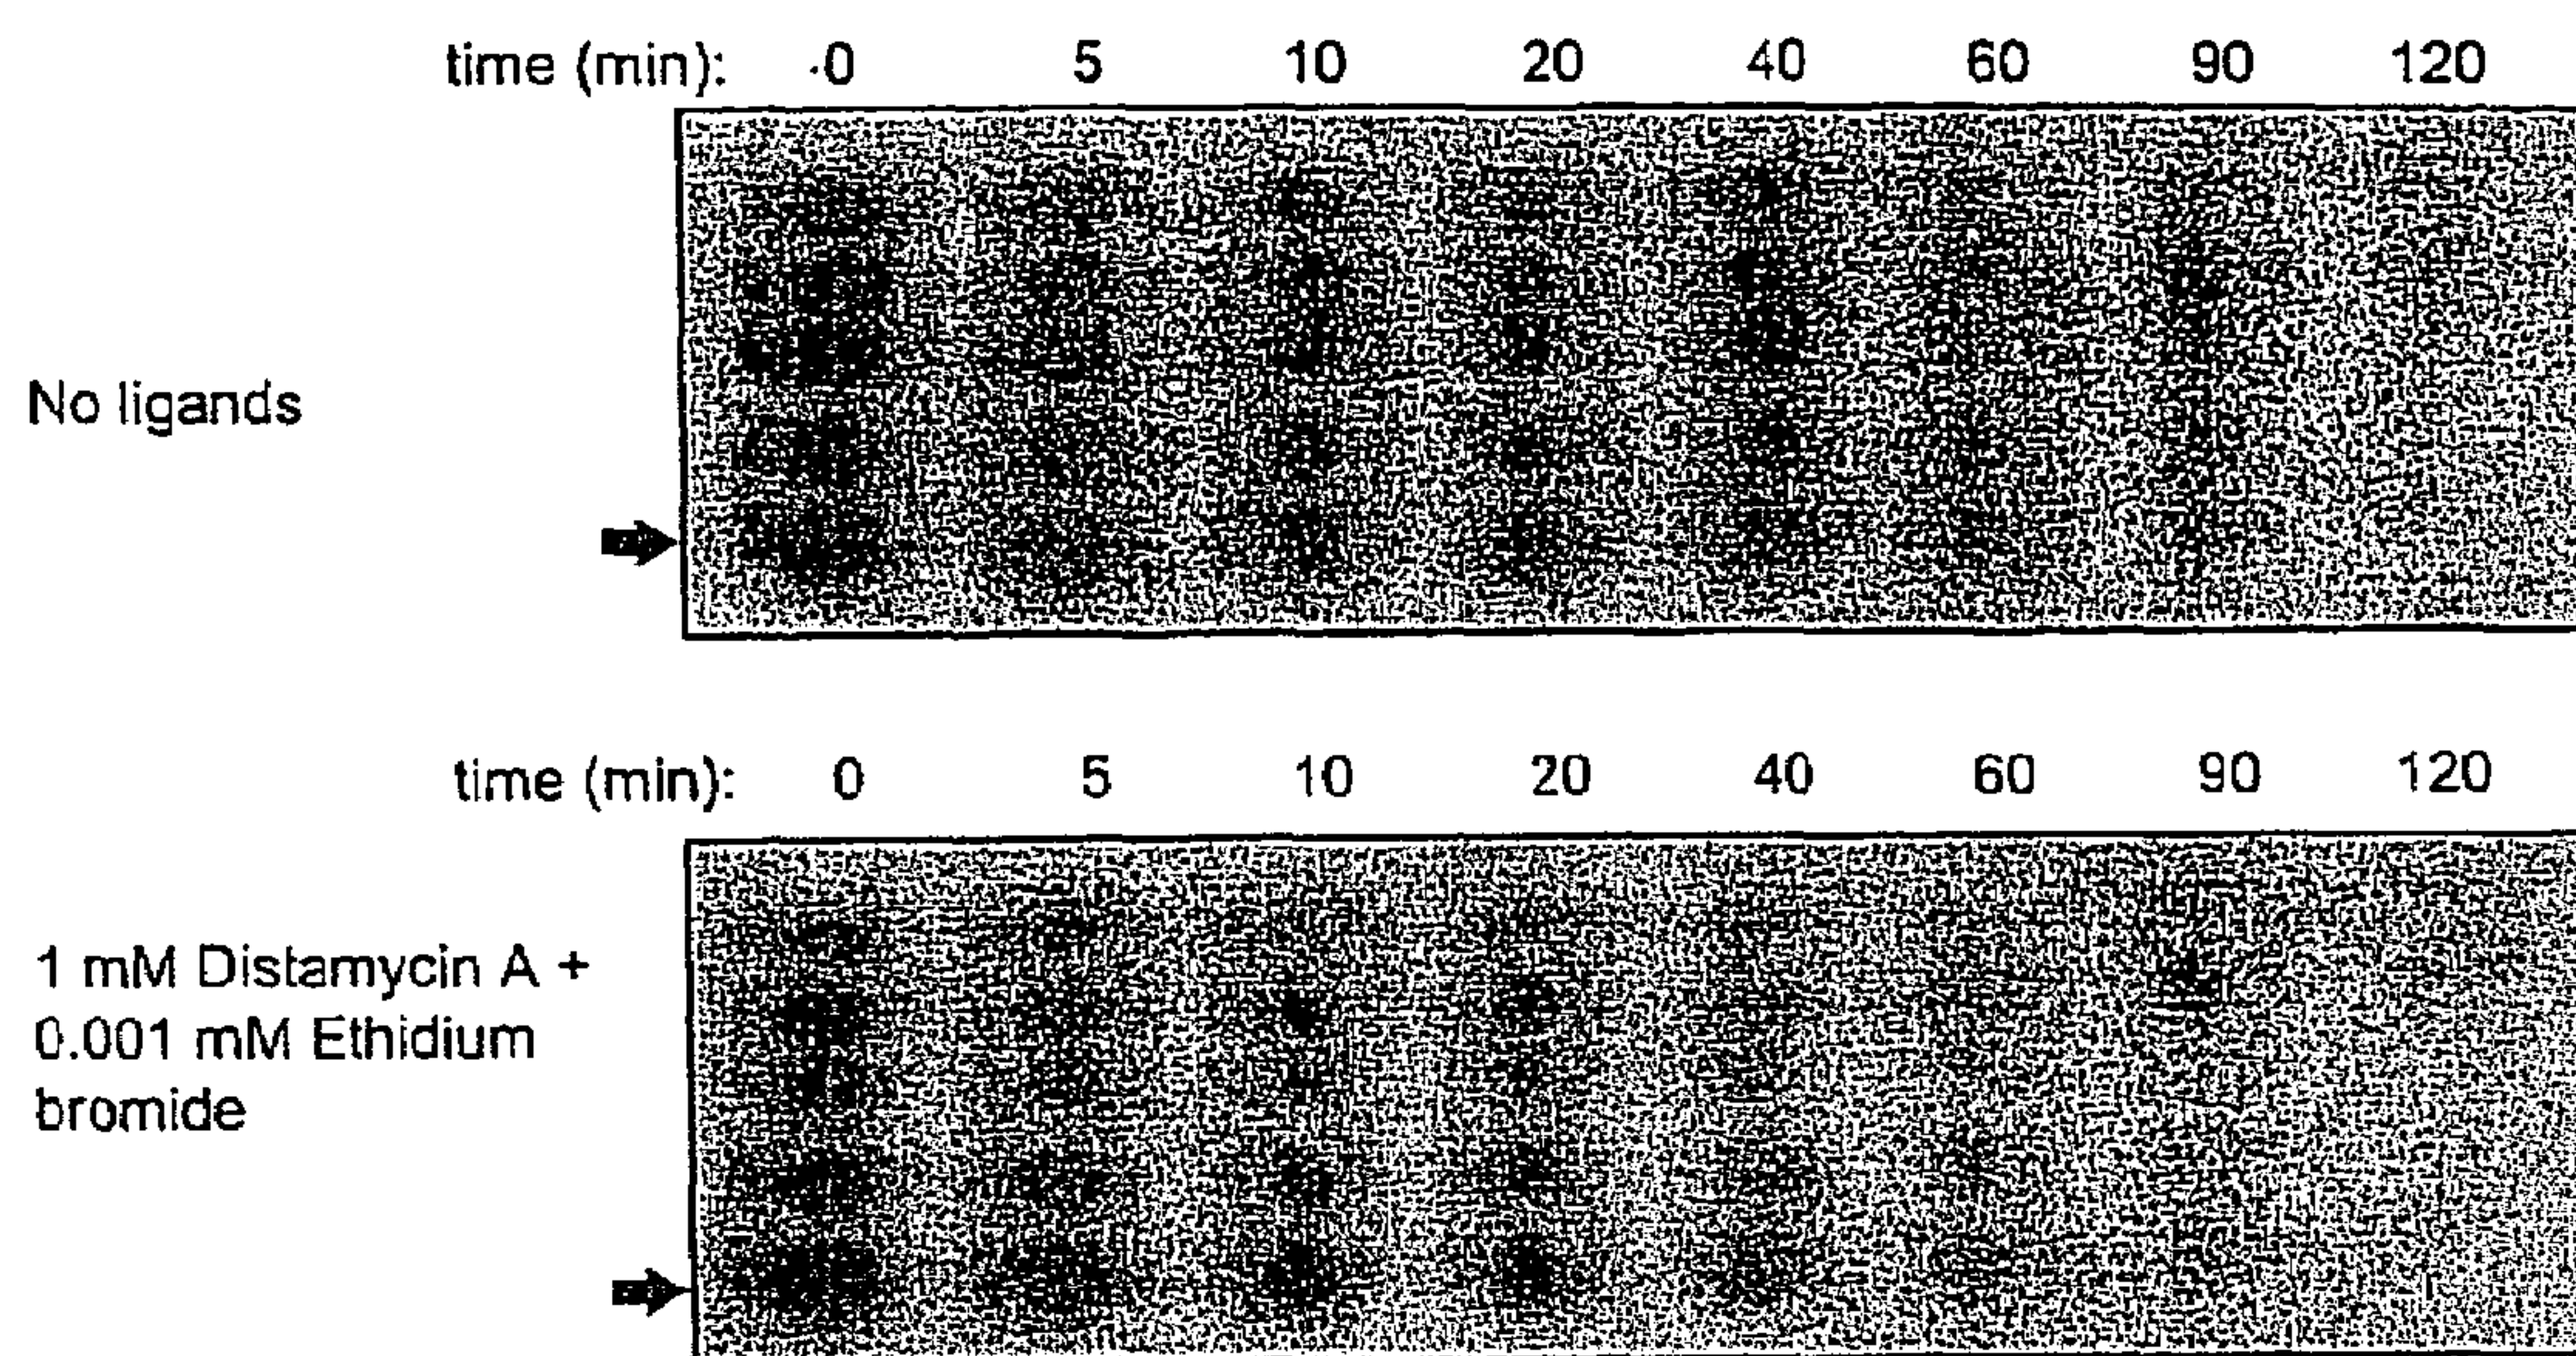 time (min): 0 5 10 20 40 60 90 120
No ligands
time (min): 0 5 10 20 40 60 90 120
1 mM Distamycin A +
0.001 mM Ethidium
bromide